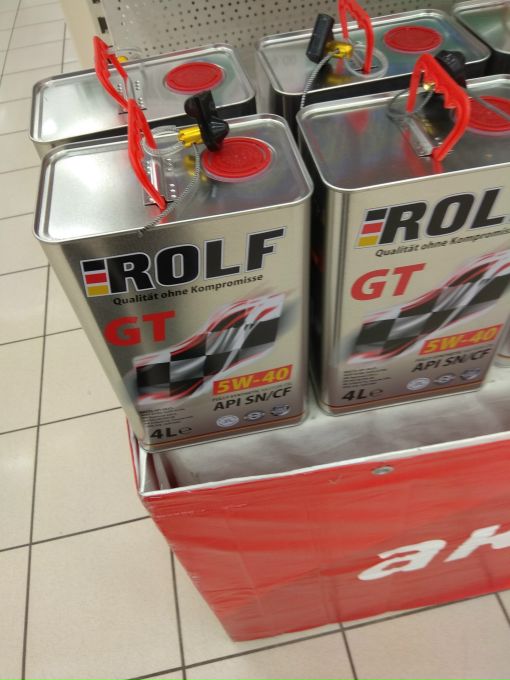 ROLF
Qualität ohne Kompromisse
GT
5W-40
API SN/CF
4L℮
ROLF
Qualität ohne Kompromisse
GT
5W-40
API SN/CF
4L℮